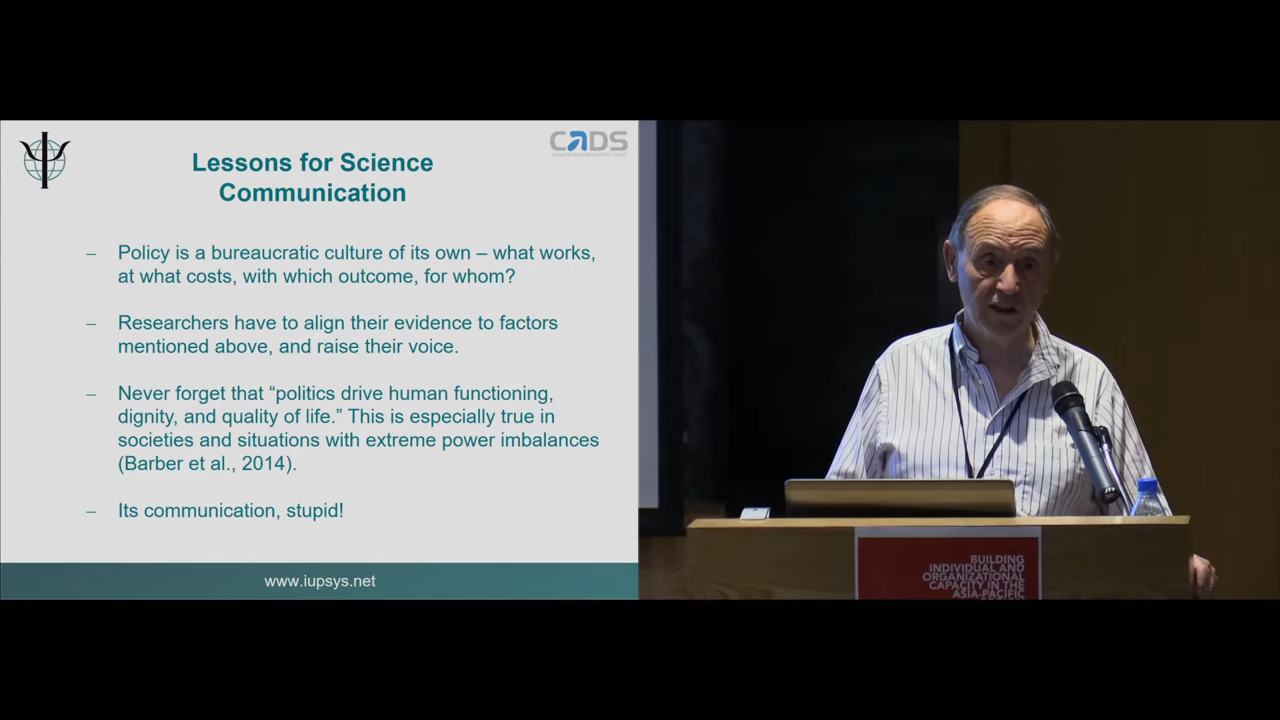 CADS
Lessons for Science
Communication
– Policy is a bureaucratic culture of its own – what works,
at what costs, with which outcome, for whom?
– Researchers have to align their evidence to factors
mentioned above, and raise their voice.
– Never forget that “politics drive human functioning,
dignity, and quality of life.” This is especially true in
societies and situations with extreme power imbalances
(Barber et al., 2014).
– Its communication, stupid!
www.iupsys.net
BUILDING
INDIVIDUAL AND
ORGANIZATIONAL
CAPACITY IN THE
ASIA-PACIFIC